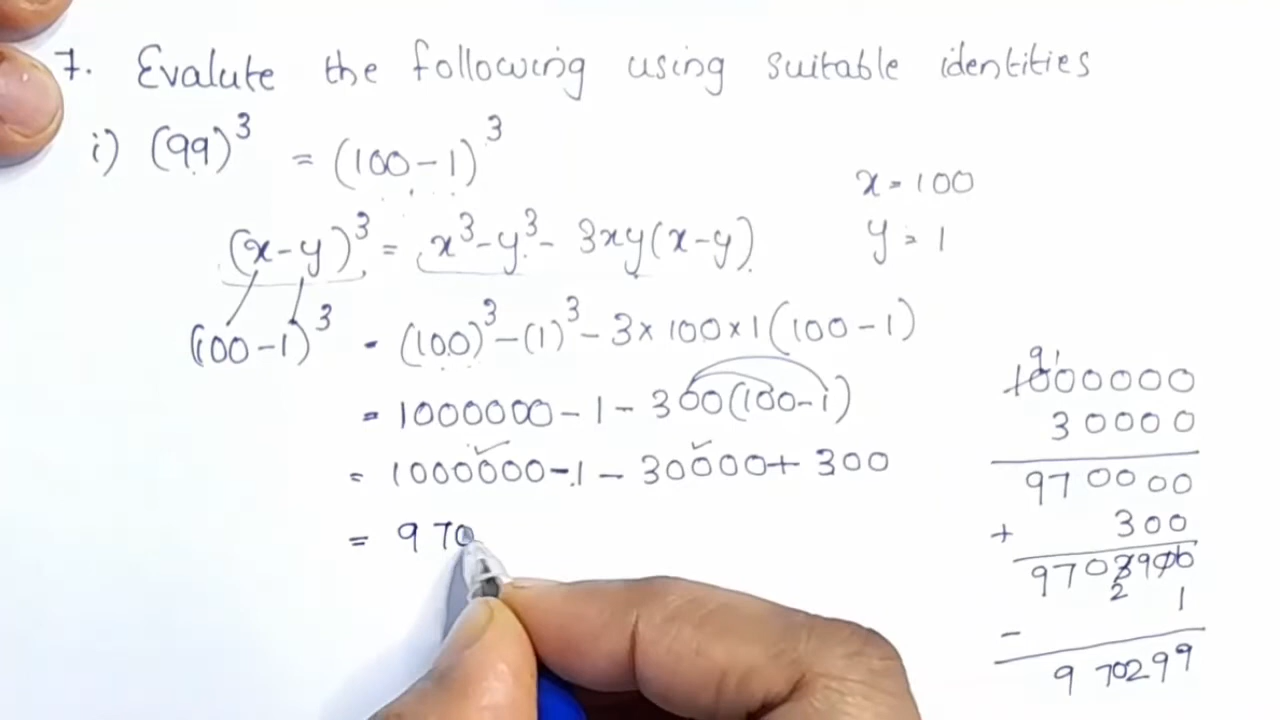 7. Evalute the following using suitable identities
i) (99)³ = (100-1)³
x = 100
y = 1
(x-y)³ = x³-y³- 3xy(x-y)
(100-1)³ = (100)³-(1)³-3×100×1(100-1)
= 1000000-1-300(100-1)
= 1000000-1-30000+300
= 970
1000000
30000
970000
+ 300
970300
2 1
-
970299